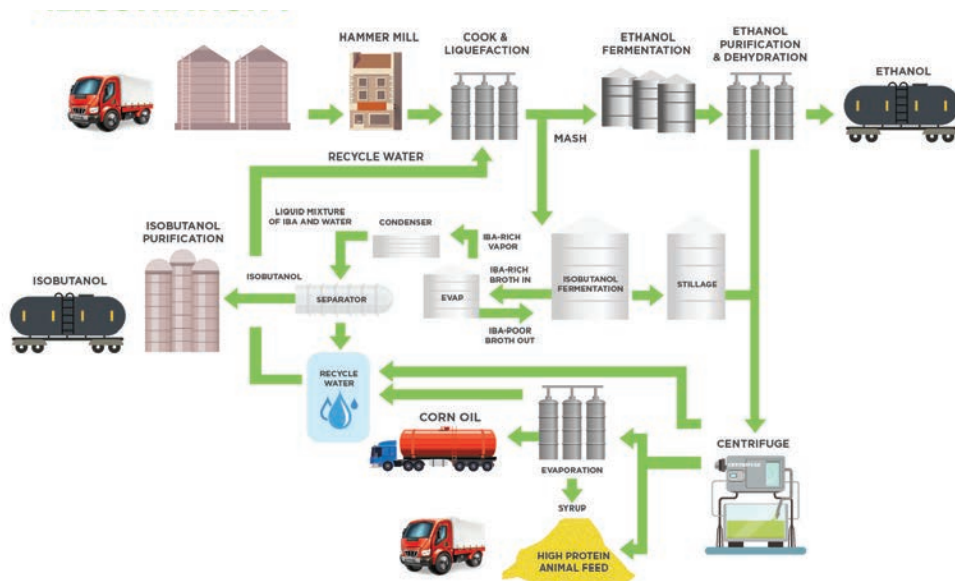 HAMMER MILL
COOK &
LIQUEFACTION
ETHANOL
FERMENTATION
ETHANOL
PURIFICATION
& DEHYDRATION
ETHANOL
MASH
RECYCLE WATER
LIQUID MIXTURE
OF IBA AND WATER
CONDENSER
IBA-RICH
VAPOR
ISOBUTANOL
PURIFICATION
ISOBUTANOL
ISOBUTANOL
SEPARATOR
EVAP
IBA-RICH
BROTH IN
IBA-POOR
BROTH OUT
ISOBUTANOL
FERMENTATION
STILLAGE
RECYCLE
WATER
CORN OIL
EVAPORATION
SYRUP
HIGH PROTEIN
ANIMAL FEED
CENTRIFUGE